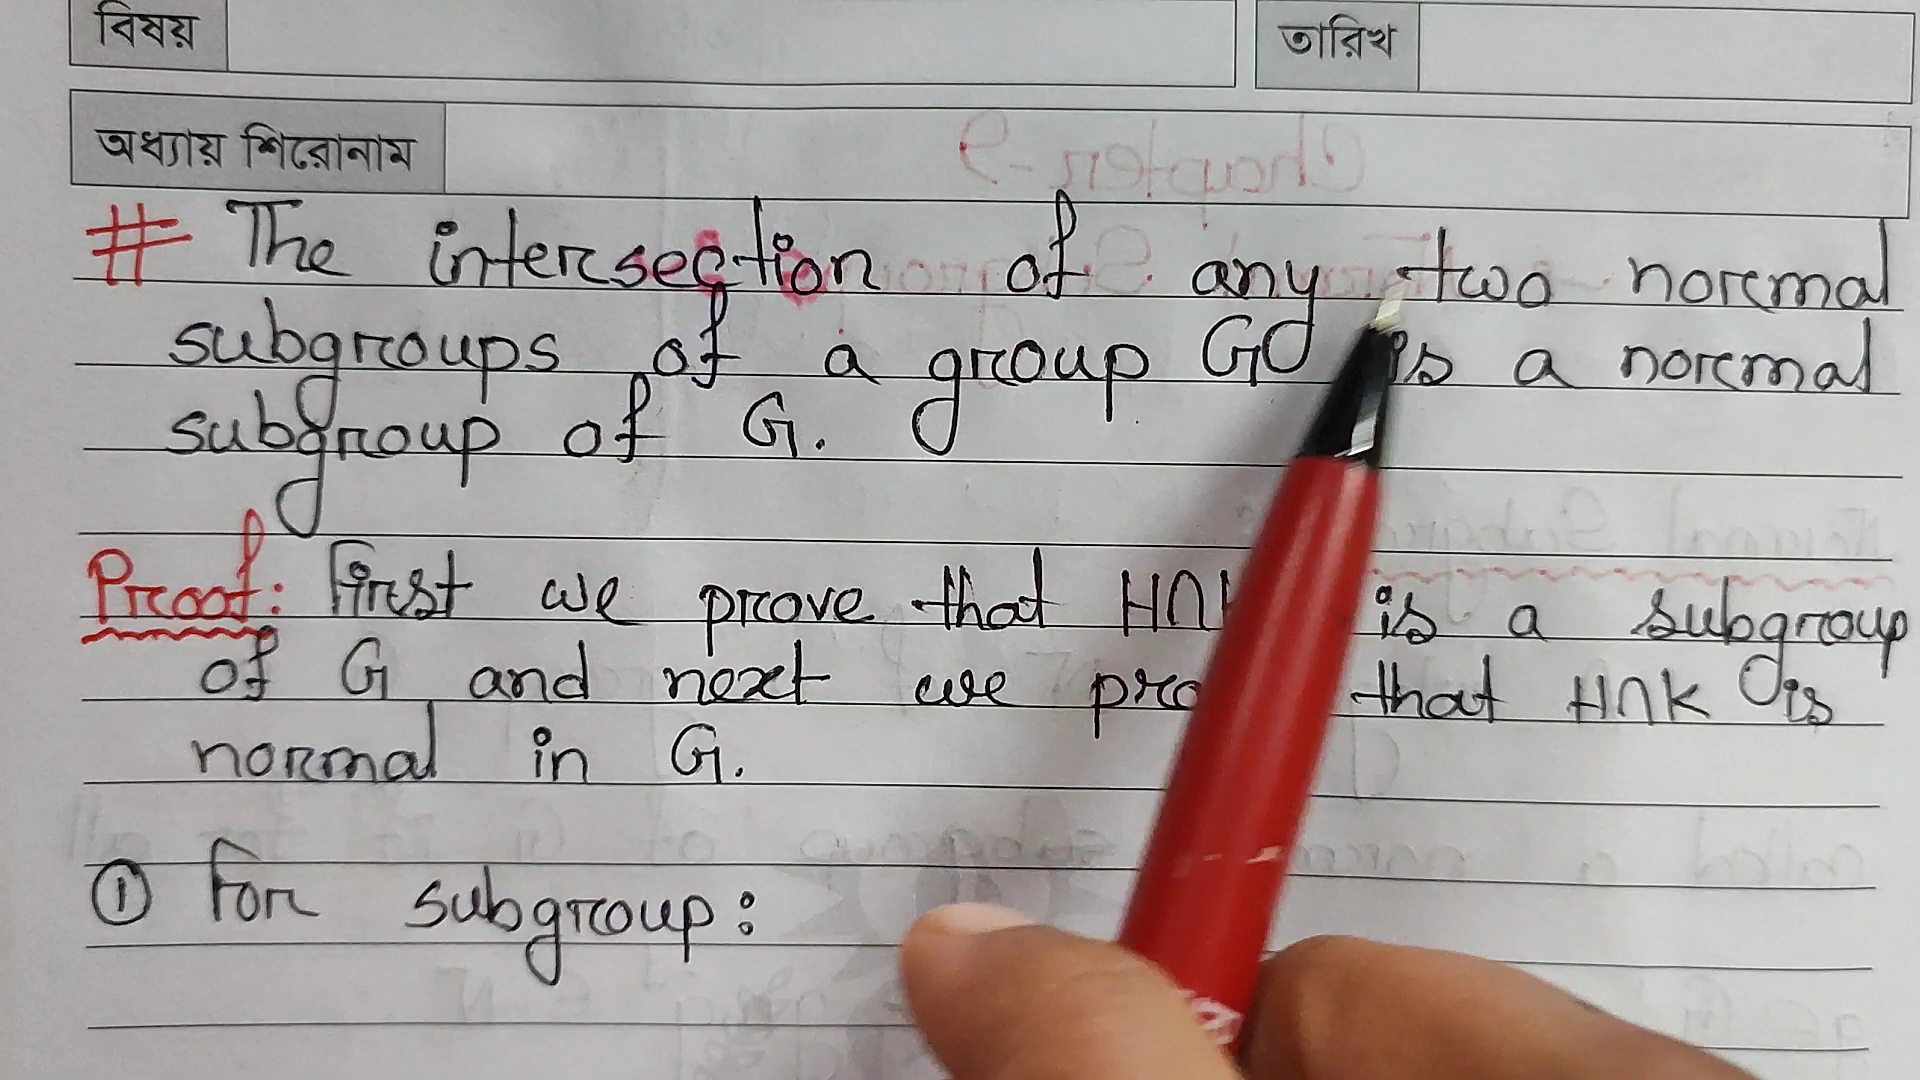 বিষয়
তারিখ
অধ্যায় শিরোনাম
# The intersection of any two normal
subgroups of a group G is a normal
subgroup of G.
Proof: First we prove that H∩ is a subgroup
of G and next we that H∩K is
normal in G.
① For subgroup: